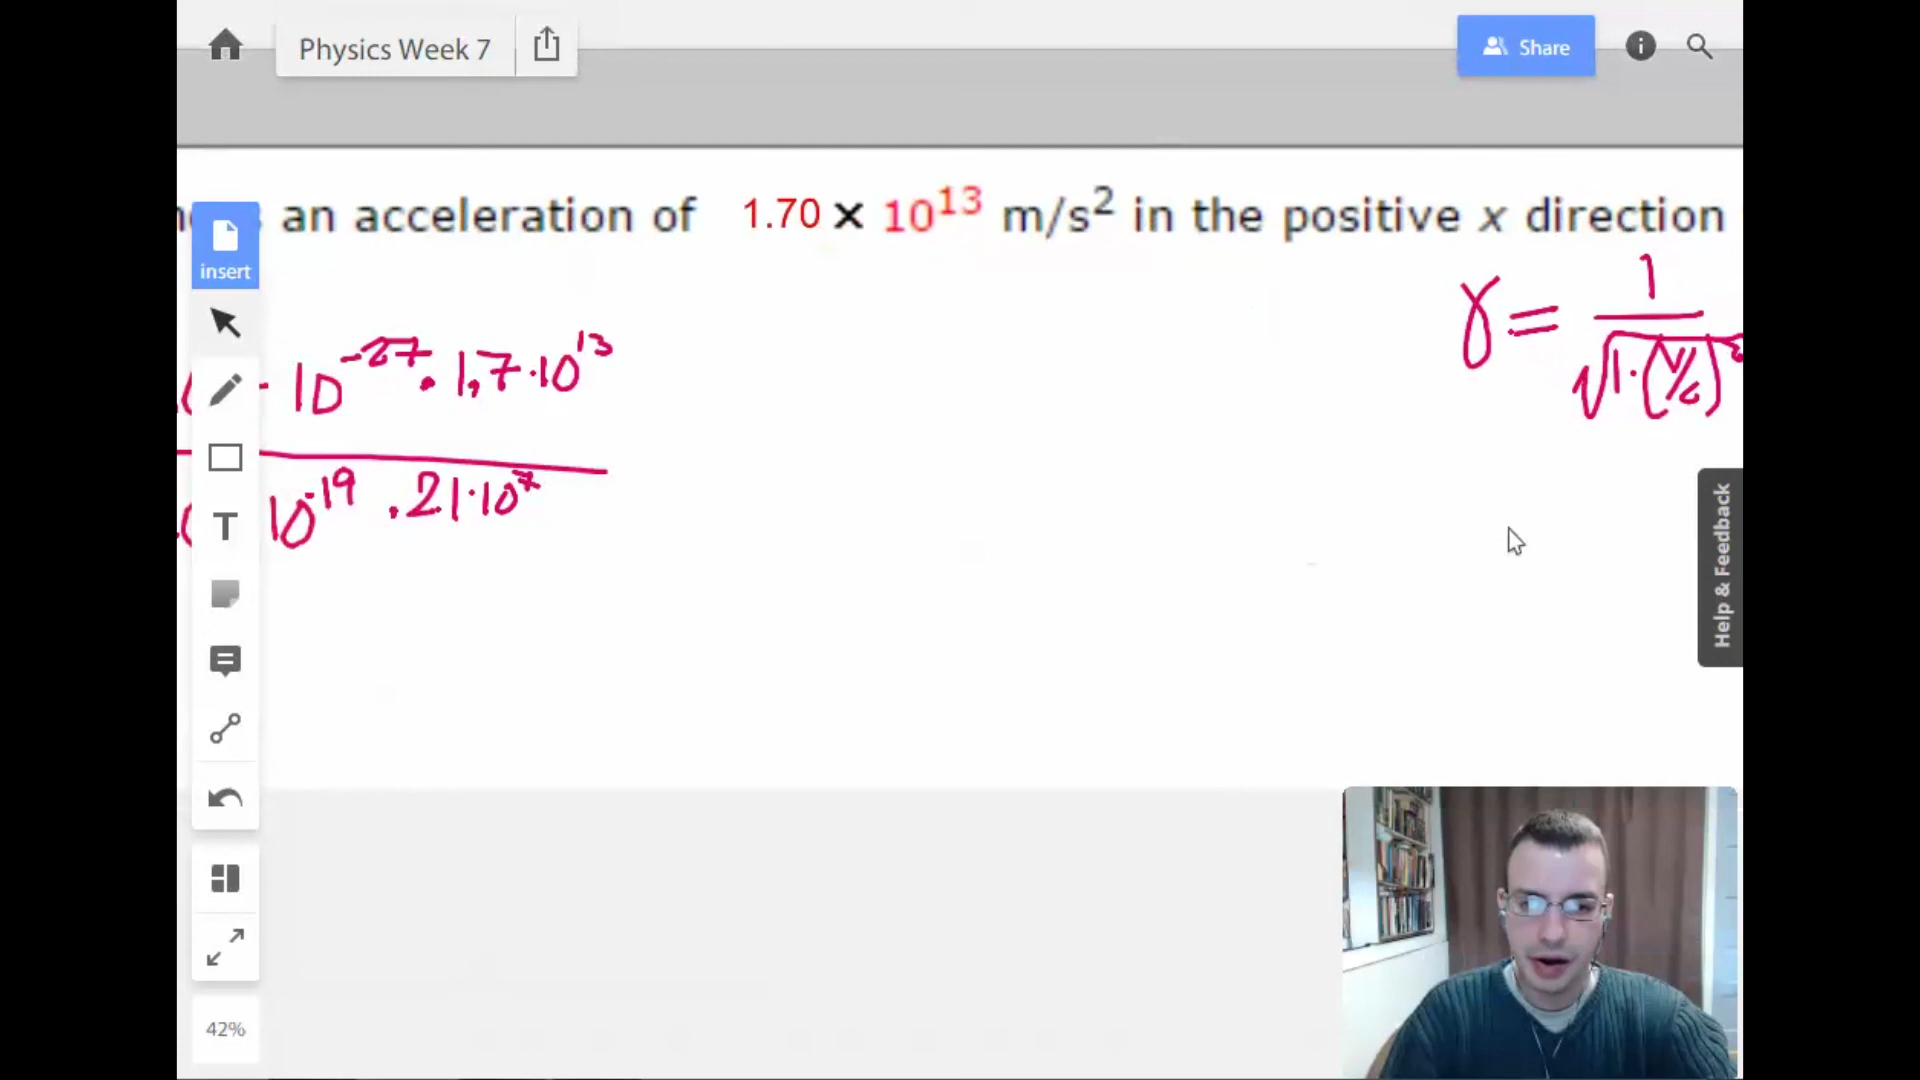 Physics Week 7
Share
an acceleration of 1.70 × 10¹³ m/s² in the positive x direction
insert
T
10⁻²⁷ · 1,7 · 10¹³
10⁻¹⁹ · 2.1 · 10⁷
γ = 1 / √1 · (v/c)
Help & Feedback
42%